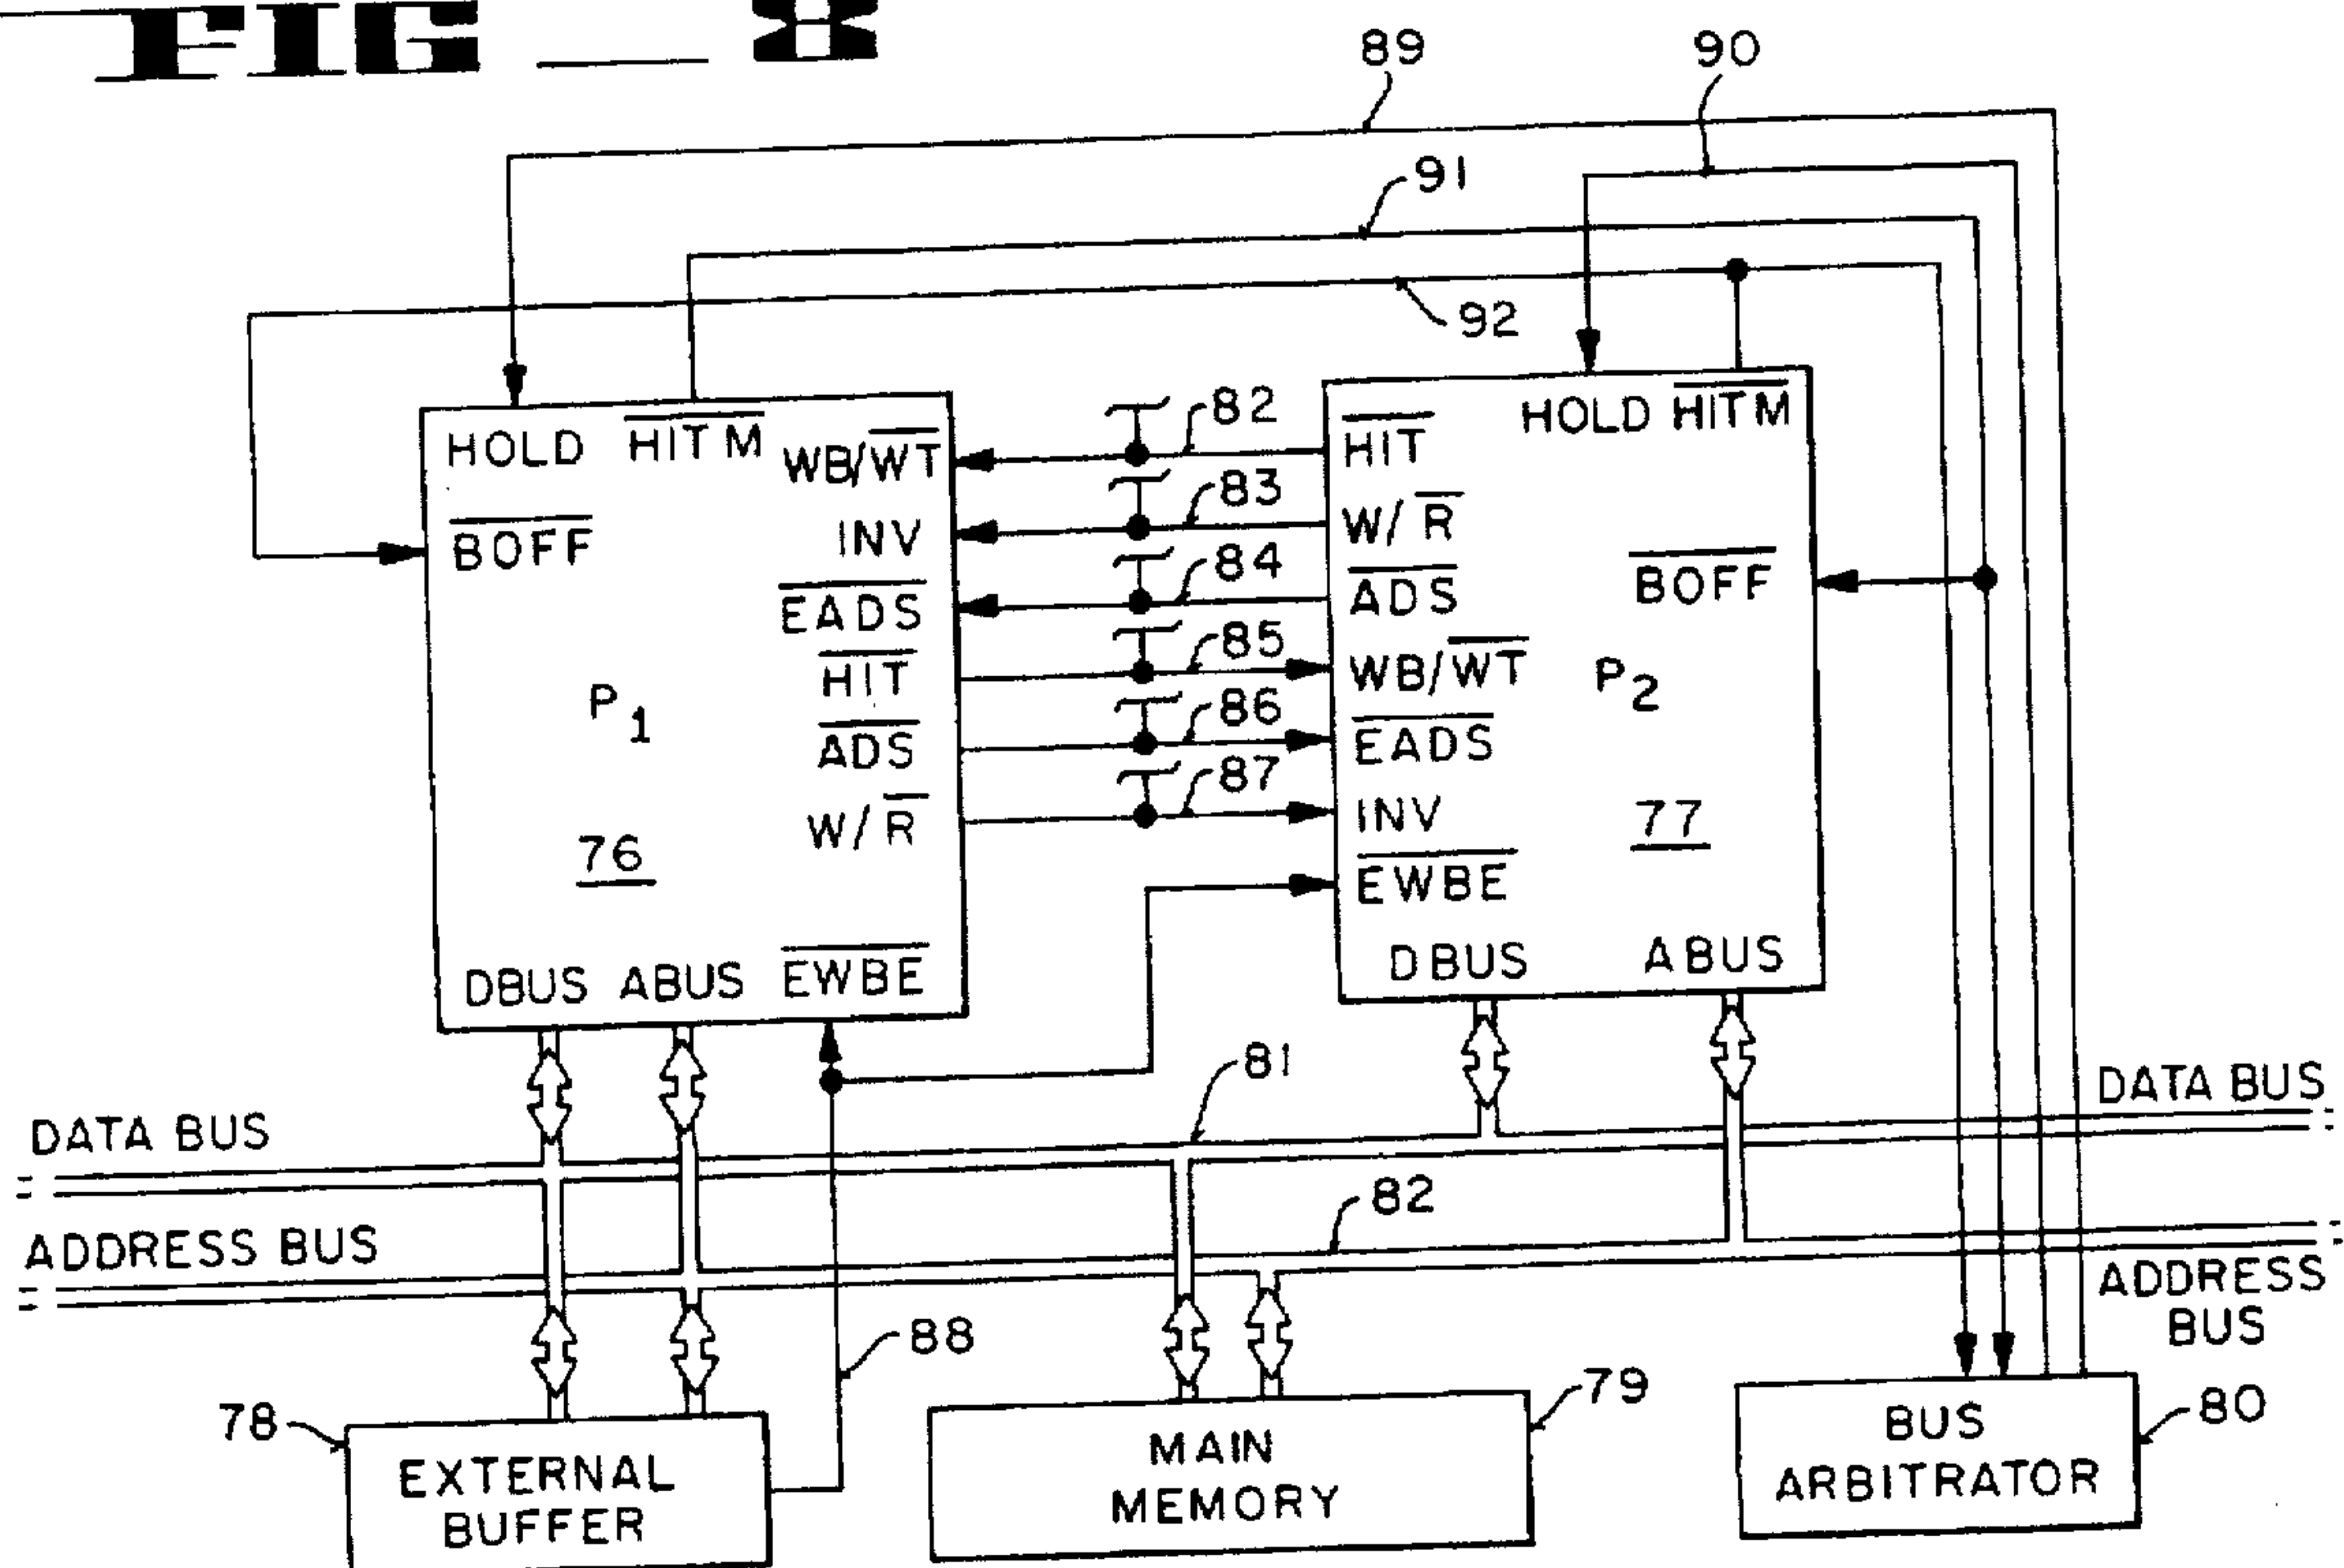 FIG_8
89
90
91
92
HOLD HITM WB/WT
BOFF
INV
EADS
HIT
ADS
W/R
P1
76
DBUS ABUS EWBE
82
83
84
85
86
87
HOLD HITM
HIT
W/R
ADS
BOFF
WB/WT
P2
EADS
INV
77
EWBE
DBUS ABUS
81
DATA BUS
DATA BUS
82
ADDRESS BUS
ADDRESS
BUS
88
78
EXTERNAL
BUFFER
79
MAIN
MEMORY
80
BUS
ARBITRATOR